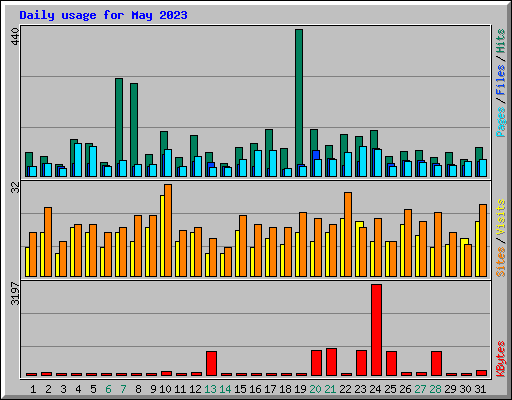 Daily usage for May 2023
440
Pages / Files / Hits
32
Sites / Visits
3197
KBytes
1 2 3 4 5 6 7 8 9 10 11 12 13 14 15 16 17 18 19 20 21 22 23 24 25 26 27 28 29 30 31